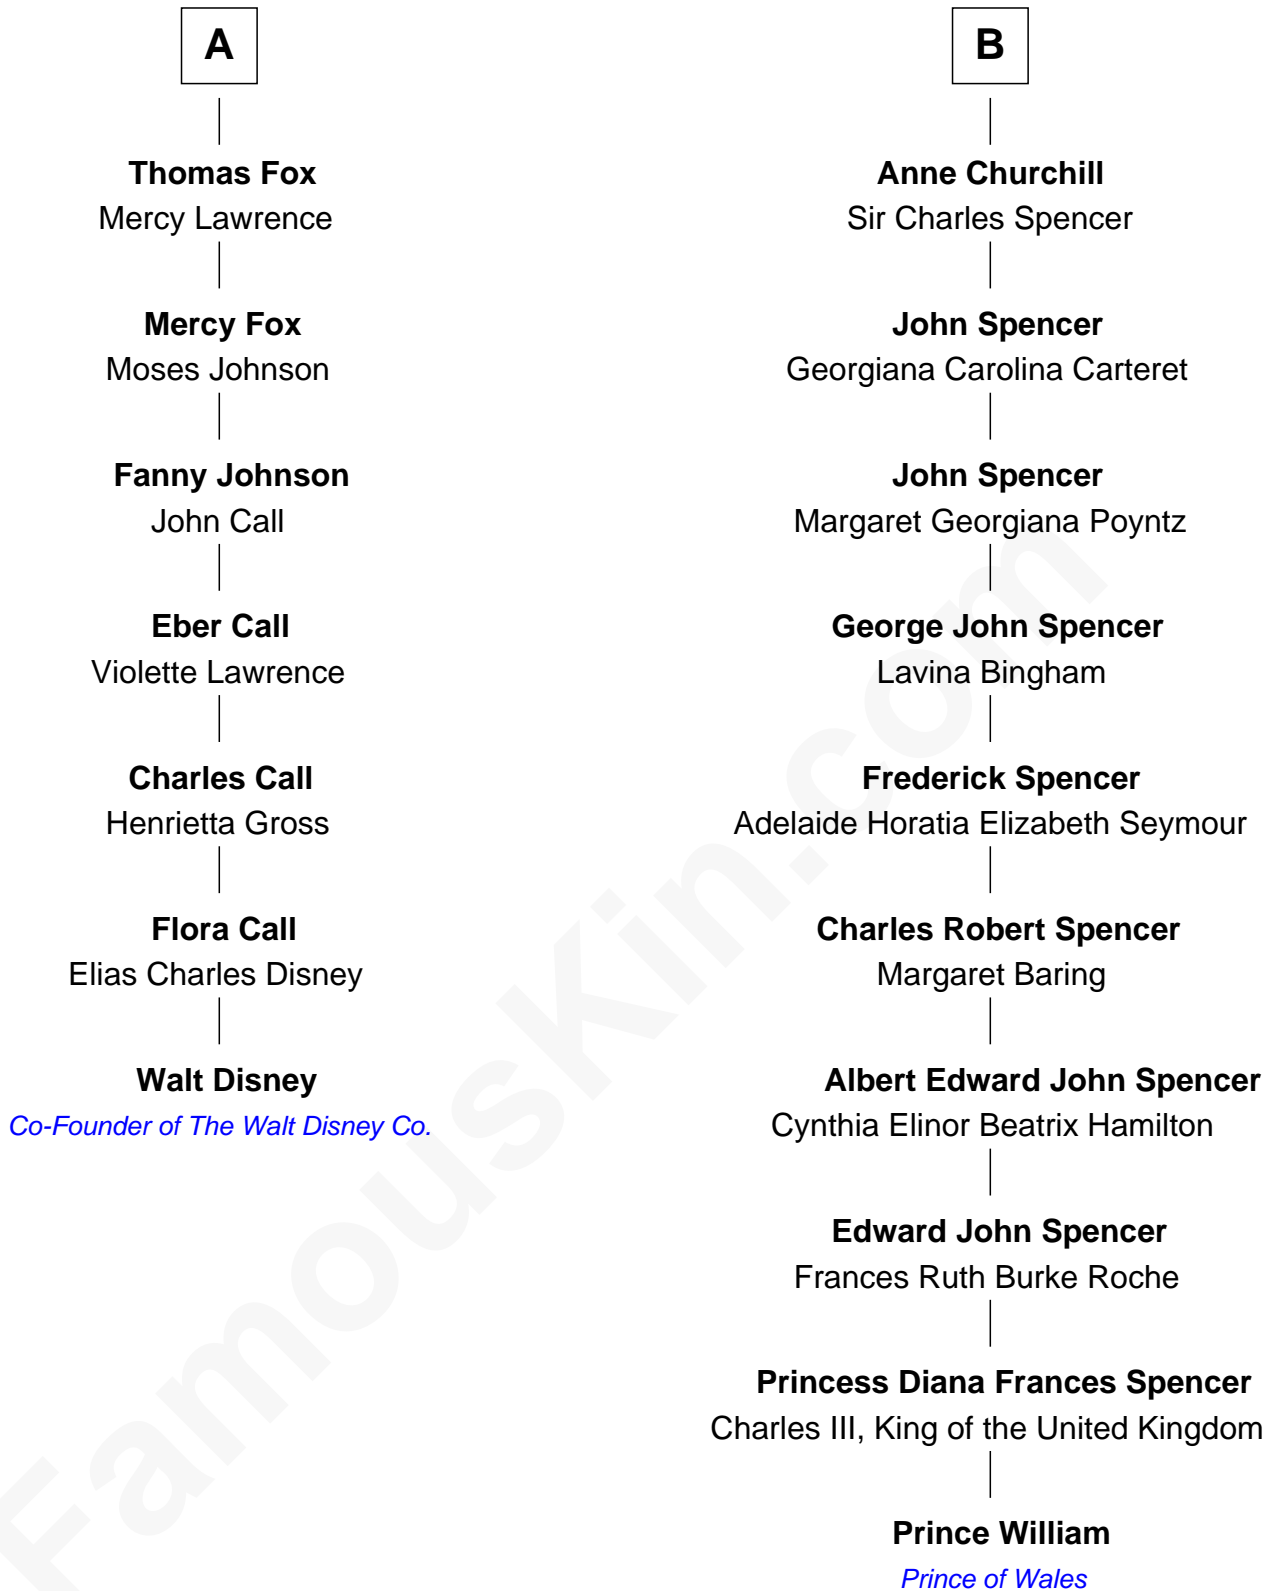 A
Thomas Fox
Mercy Lawrence
Mercy Fox
Moses Johnson
Fanny Johnson
John Call
Eber Call
Violette Lawrence
Charles Call
Henrietta Gross
Flora Call
Elias Charles Disney
Walt Disney
Co-Founder of The Walt Disney Co.
B
Anne Churchill
Sir Charles Spencer
John Spencer
Georgiana Carolina Carteret
John Spencer
Margaret Georgiana Poyntz
George John Spencer
Lavina Bingham
Frederick Spencer
Adelaide Horatia Elizabeth Seymour
Charles Robert Spencer
Margaret Baring
Albert Edward John Spencer
Cynthia Elinor Beatrix Hamilton
Edward John Spencer
Frances Ruth Burke Roche
Princess Diana Frances Spencer
Charles III, King of the United Kingdom
Prince William
Prince of Wales
FamousKin.com